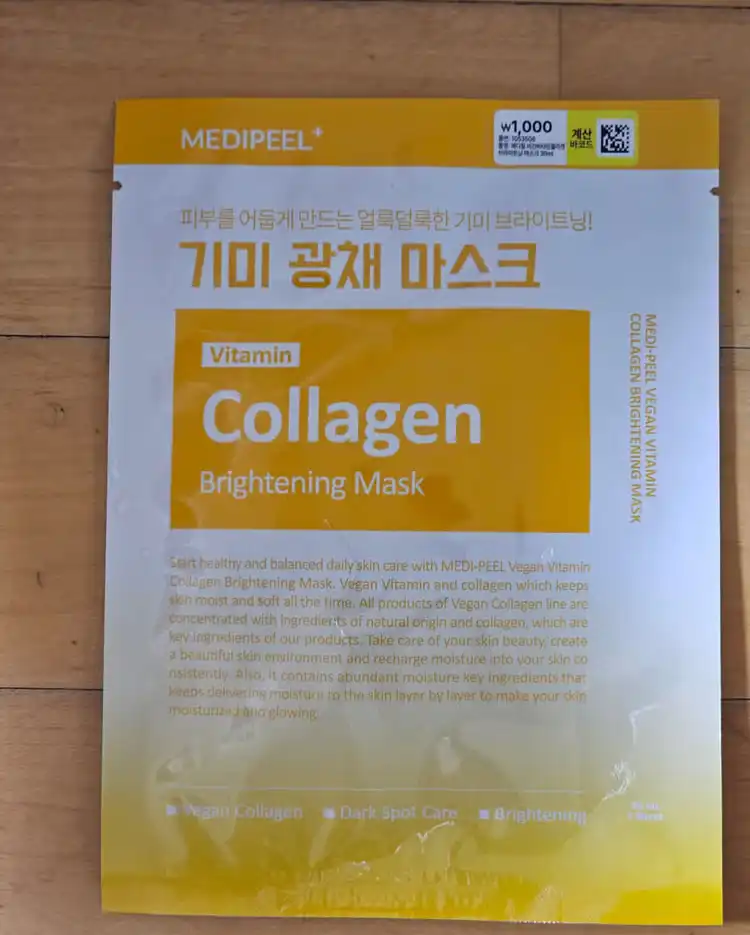 MEDIPEEL+
₩1,000
계산
바코드
피부를 어둡게 만드는 얼룩덜룩한 기미 브라이트닝!
기미 광채 마스크
Vitamin
Collagen
Brightening Mask
MEDI-PEEL VEGAN VITAMIN
COLLAGEN BRIGHTENING MASK
Start healthy and balanced daily skin care with MEDI-PEEL Vegan Vitamin
Collagen Brightening Mask. Vegan Vitamin and collagen which keeps
skin moist and soft all the time. All products of Vegan Collagen line are
concentrated with ingredients of natural origin and collagen, which are
key ingredients of our products. Take care of your skin beauty, create
a beautiful skin environment and recharge moisture into your skin co
nsistently. Also, it contains abundant moisture key ingredients that
keeps delivering moisture to the skin layer by layer to make your skin
moisturized and glowing.
Vegan Collagen Dark Spot Care Brightening